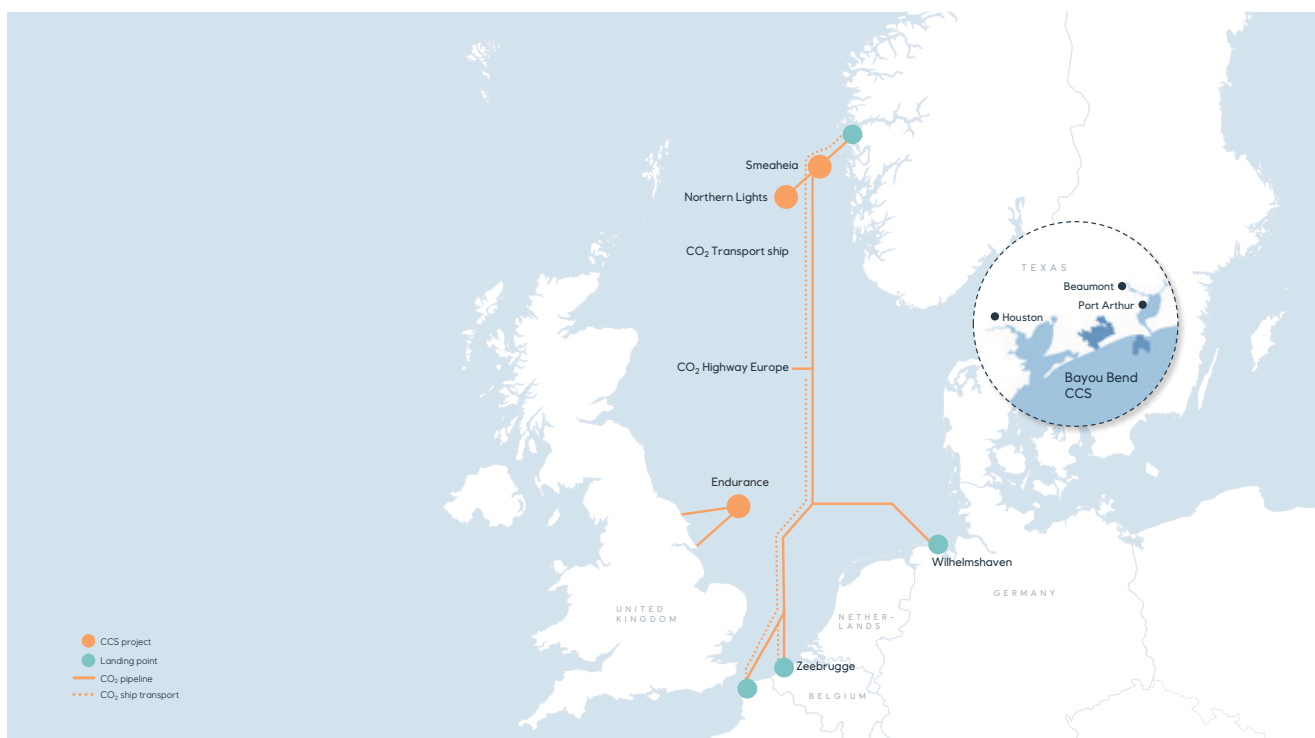 Smeaheia
Northern Lights
CO₂ Transport ship
TEXAS
Beaumont
Port Arthur
Houston
CO₂ Highway Europe
Bayou Bend
CCS
Endurance
Wilhelmshaven
GERMANY
UNITED
KINGDOM
NETHER-
LANDS
Zeebrugge
BELGIUM
CCS project
Landing point
CO₂ pipeline
CO₂ ship transport